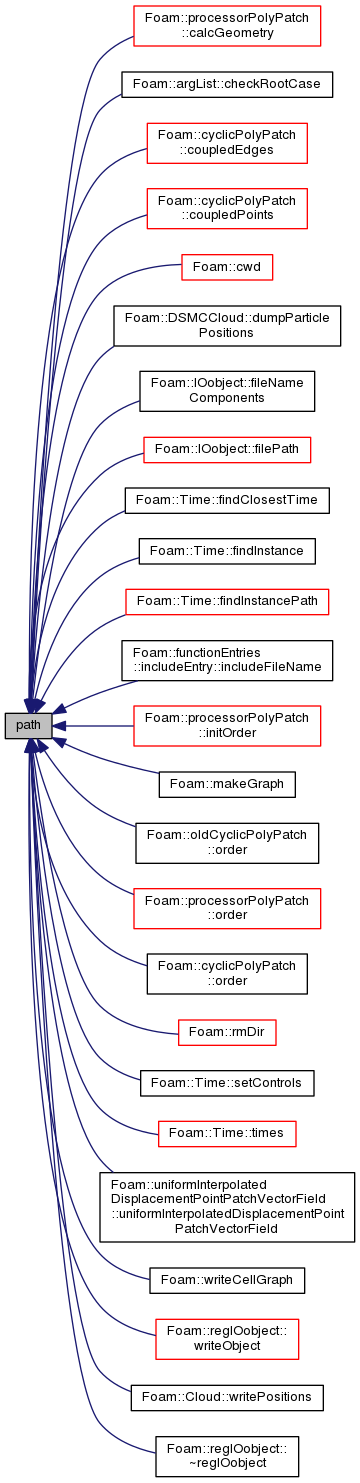 Foam::processorPolyPatch
::calcGeometry
Foam::argList::checkRootCase
Foam::cyclicPolyPatch
::coupledEdges
Foam::cyclicPolyPatch
::coupledPoints
Foam::cwd
Foam::DSMCCloud::dumpParticle
Positions
Foam::IOobject::fileName
Components
Foam::IOobject::filePath
Foam::Time::findClosestTime
Foam::Time::findInstance
Foam::Time::findInstancePath
Foam::functionEntries
::includeEntry::includeFileName
path
Foam::processorPolyPatch
::initOrder
Foam::makeGraph
Foam::oldCyclicPolyPatch
::order
Foam::processorPolyPatch
::order
Foam::cyclicPolyPatch
::order
Foam::rmDir
Foam::Time::setControls
Foam::Time::times
Foam::uniformInterpolated
DisplacementPointPatchVectorField
::uniformInterpolatedDisplacementPoint
PatchVectorField
Foam::writeCellGraph
Foam::regIOobject::
writeObject
Foam::Cloud::writePositions
Foam::regIOobject::
~regIOobject